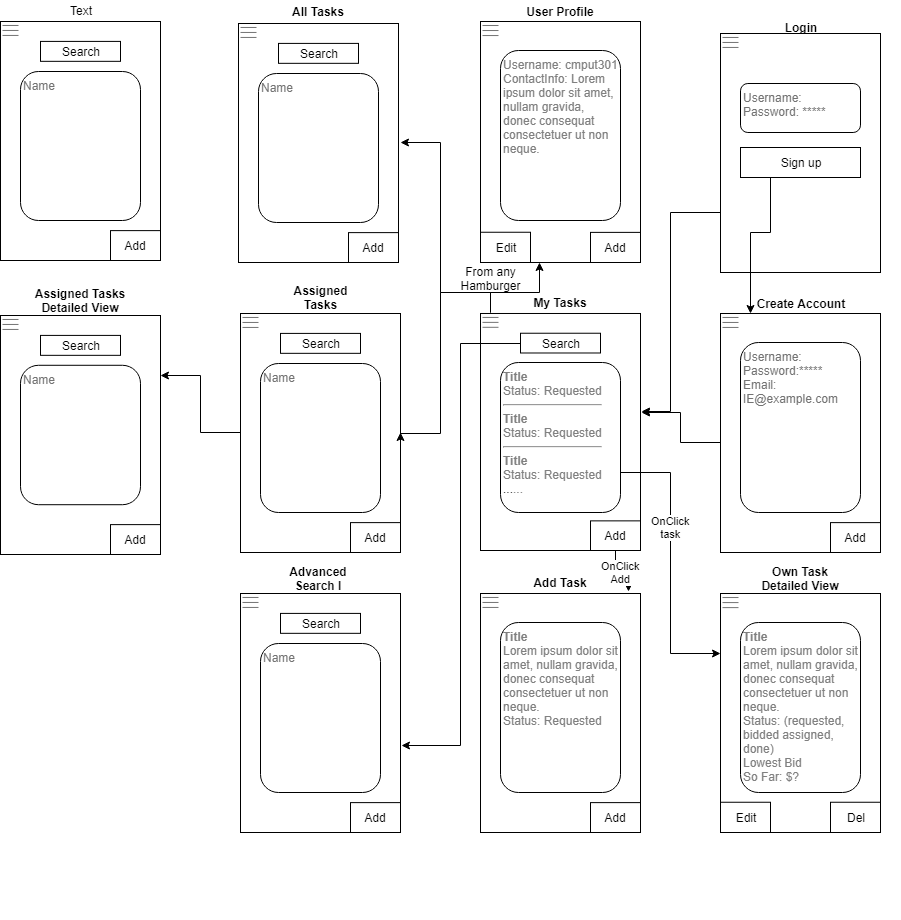 Text
Search
Name
Add
All Tasks
Search
Name
Add
User Profile
Username: cmput301
ContactInfo: Lorem
ipsum dolor sit amet,
nullam gravida,
donec consequat
consectetuer ut non
neque.
Edit
Add
Login
Username:
Password: *****
Sign up
From any
Hamburger
Assigned Tasks
Detailed View
Search
Name
Add
Assigned
Tasks
Search
Name
Add
My Tasks
Search
Title
Status: Requested
Title
Status: Requested
Title
Status: Requested
......
Add
OnClick
Add
OnClick
task
Create Account
Username:
Password:*****
Email:
IE@example.com
Add
Advanced
Search I
Search
Name
Add
Add Task
Title
Lorem ipsum dolor sit
amet, nullam gravida,
donec consequat
consectetuer ut non
neque.
Status: Requested
Add
Own Task
Detailed View
Title
Lorem ipsum dolor sit
amet, nullam gravida,
donec consequat
consectetuer ut non
neque.
Status: (requested,
bidded assigned,
done)
Lowest Bid
So Far: $?
Edit
Del